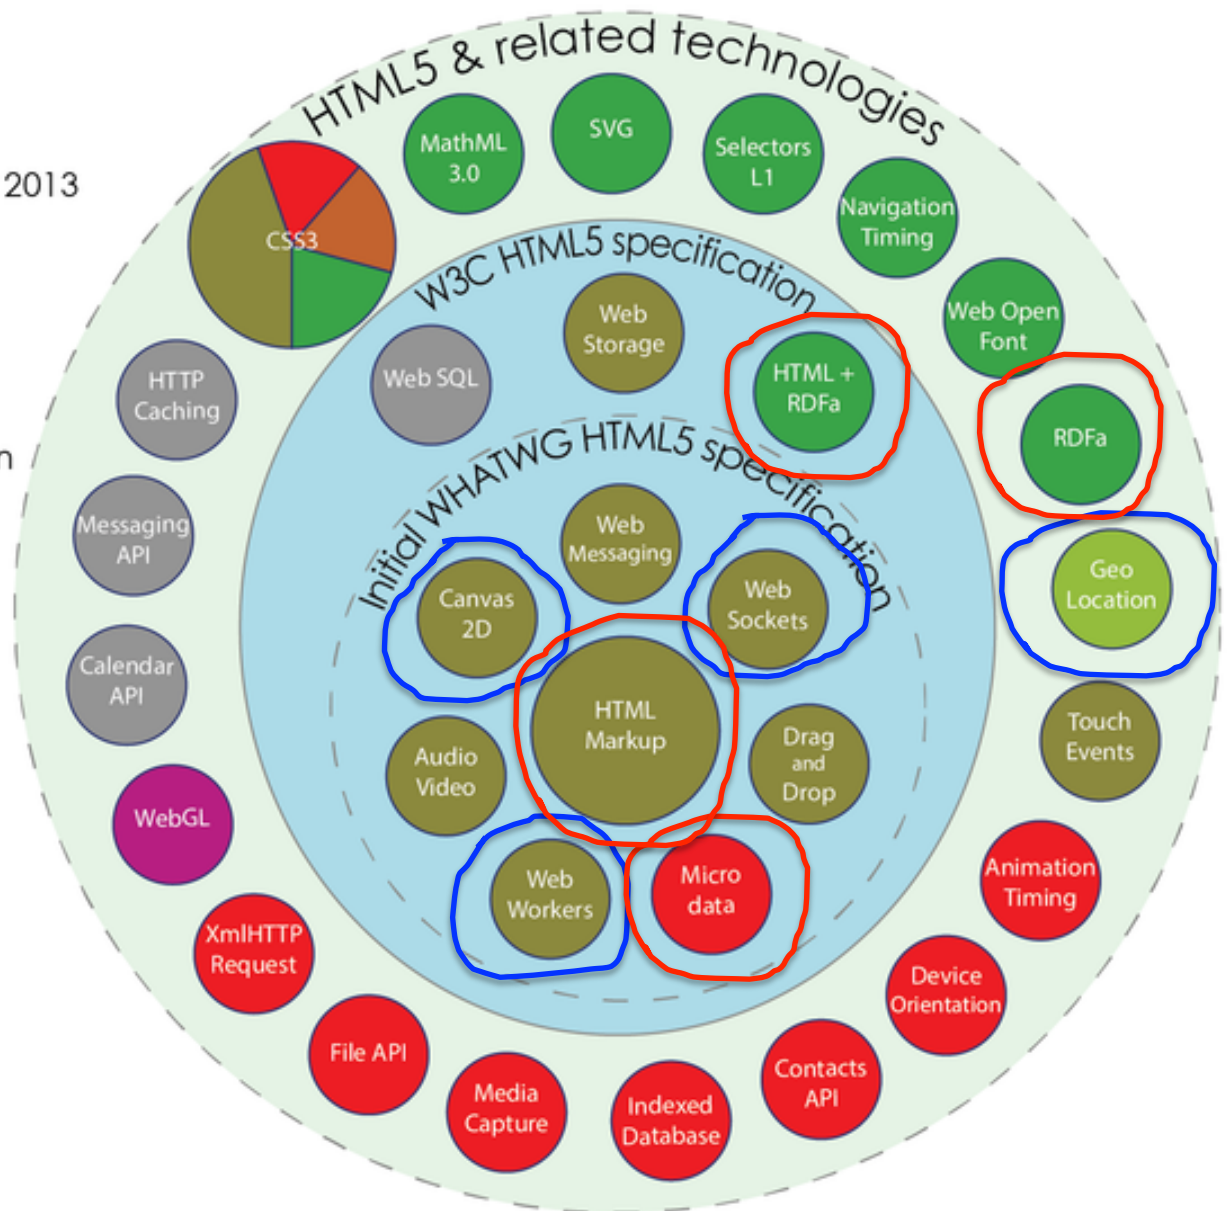 HTML5 & related technologies
2013
n
MathML
3.0
SVG
Selectors
L1
Navigation
Timing
Web Open
Font
RDFa
Geo
Location
Touch
Events
Animation
Timing
Device
Orientation
Contacts
API
Indexed
Database
Media
Capture
File API
XmlHTTP
Request
WebGL
Calendar
API
Messaging
API
HTTP
Caching
CSS3
W3C HTML5 specification
Web SQL
Web
Storage
HTML +
RDFa
Initial WHATWG HTML5 specification
Canvas
2D
Web
Messaging
Web
Sockets
HTML
Markup
Audio
Video
Drag
and
Drop
Web
Workers
Micro
data